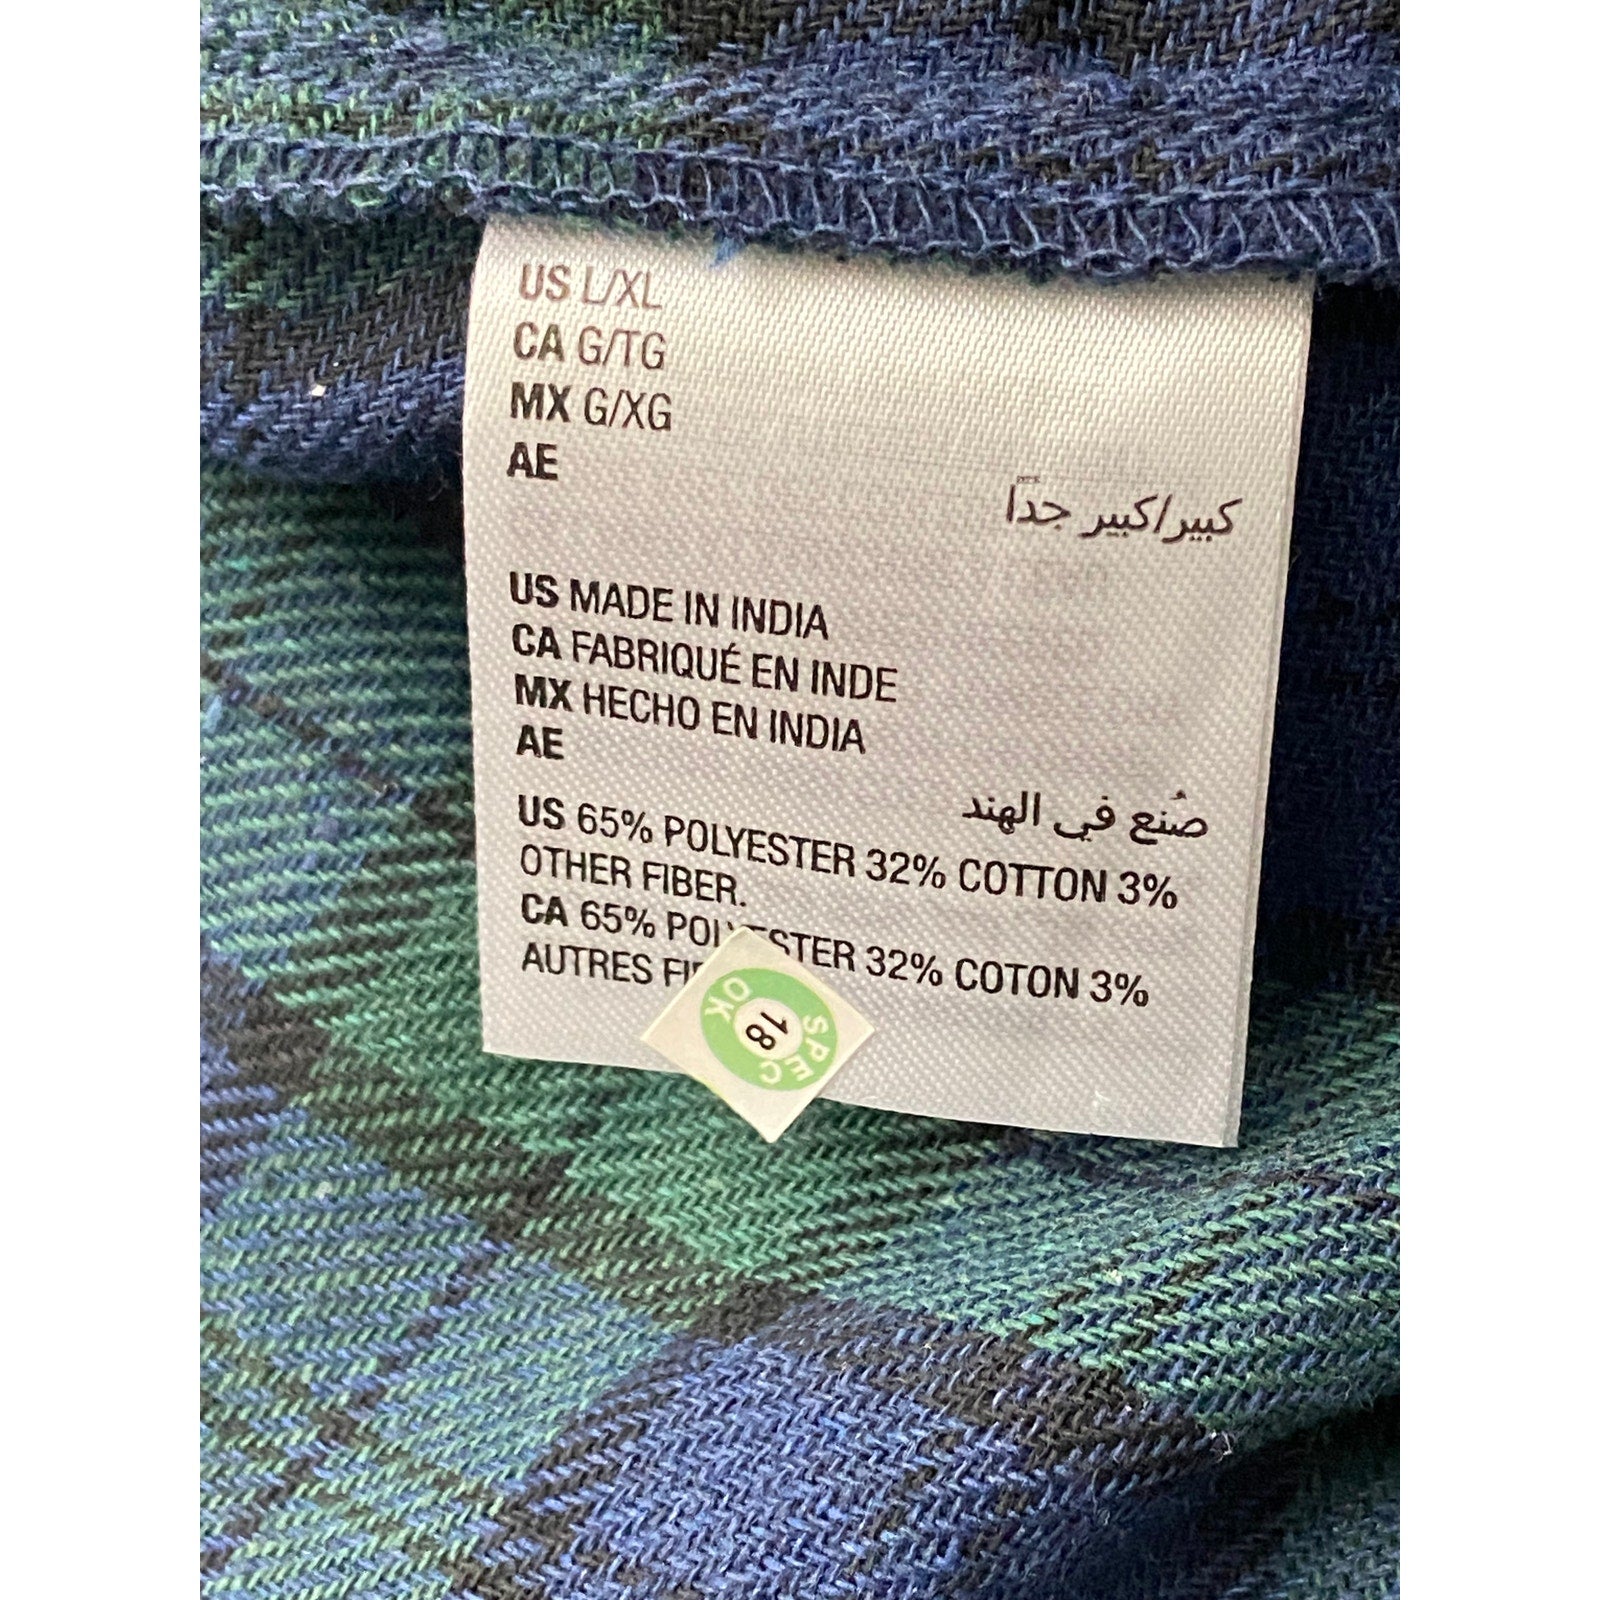 US L/XL
CA G/TG
MX G/XG
AE
كبير/كبير جداً
US MADE IN INDIA
CA FABRIQUÉ EN INDE
MX HECHO EN INDIA
AE
صُنع في الهند
US 65% POLYESTER 32% COTTON 3%
OTHER FIBER.
CA 65% POLYESTER 32% COTON 3%
AUTRES
SPEC
18
OK